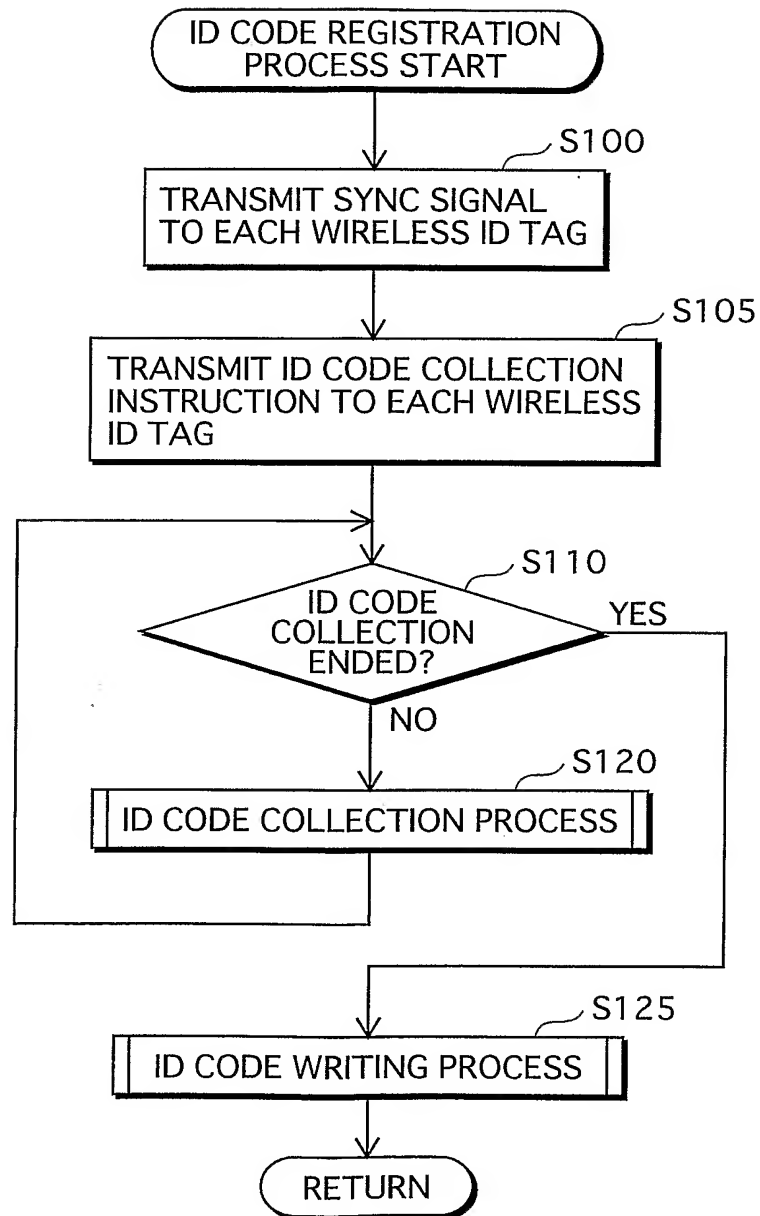 ID CODE REGISTRATION
PROCESS START
S100
TRANSMIT SYNC SIGNAL
TO EACH WIRELESS ID TAG
S105
TRANSMIT ID CODE COLLECTION
INSTRUCTION TO EACH WIRELESS
ID TAG
S110
ID CODE
COLLECTION
ENDED?
YES
NO
S120
ID CODE COLLECTION PROCESS
S125
ID CODE WRITING PROCESS
RETURN